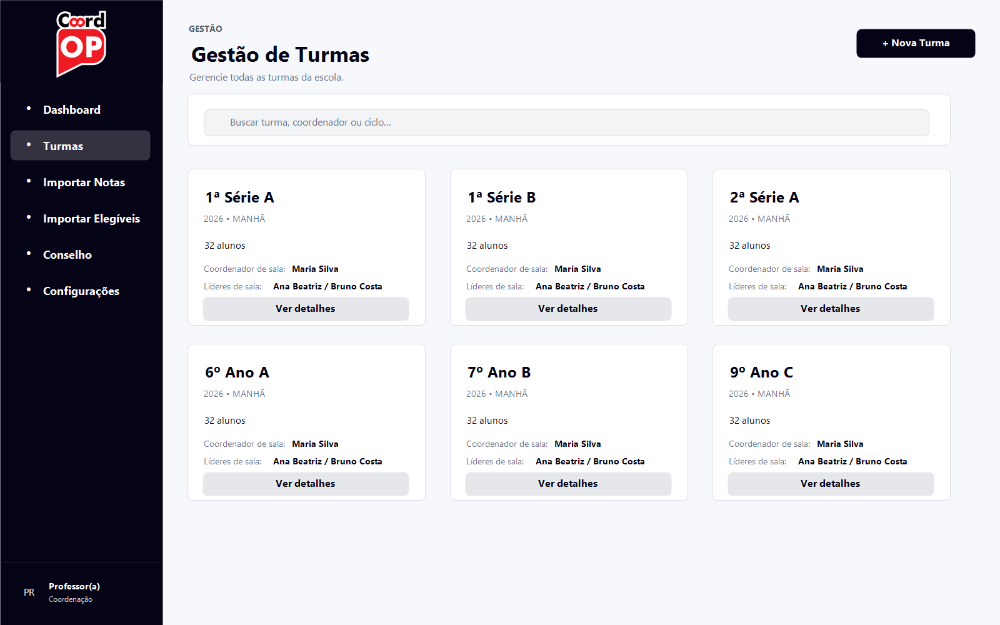 Coord
OP
• Dashboard
• Turmas
• Importar Notas
• Importar Elegíveis
• Conselho
• Configurações
PR
Professor(a)
Coordenação
GESTÃO
Gestão de Turmas
Gerencie todas as turmas da escola.
+ Nova Turma
Buscar turma, coordenador ou ciclo...
1ª Série A
2026 • MANHÃ
32 alunos
Coordenador de sala: Maria Silva
Líderes de sala: Ana Beatriz / Bruno Costa
Ver detalhes
1ª Série B
2026 • MANHÃ
32 alunos
Coordenador de sala: Maria Silva
Líderes de sala: Ana Beatriz / Bruno Costa
Ver detalhes
2ª Série A
2026 • MANHÃ
32 alunos
Coordenador de sala: Maria Silva
Líderes de sala: Ana Beatriz / Bruno Costa
Ver detalhes
6º Ano A
2026 • MANHÃ
32 alunos
Coordenador de sala: Maria Silva
Líderes de sala: Ana Beatriz / Bruno Costa
Ver detalhes
7º Ano B
2026 • MANHÃ
32 alunos
Coordenador de sala: Maria Silva
Líderes de sala: Ana Beatriz / Bruno Costa
Ver detalhes
9º Ano C
2026 • MANHÃ
32 alunos
Coordenador de sala: Maria Silva
Líderes de sala: Ana Beatriz / Bruno Costa
Ver detalhes